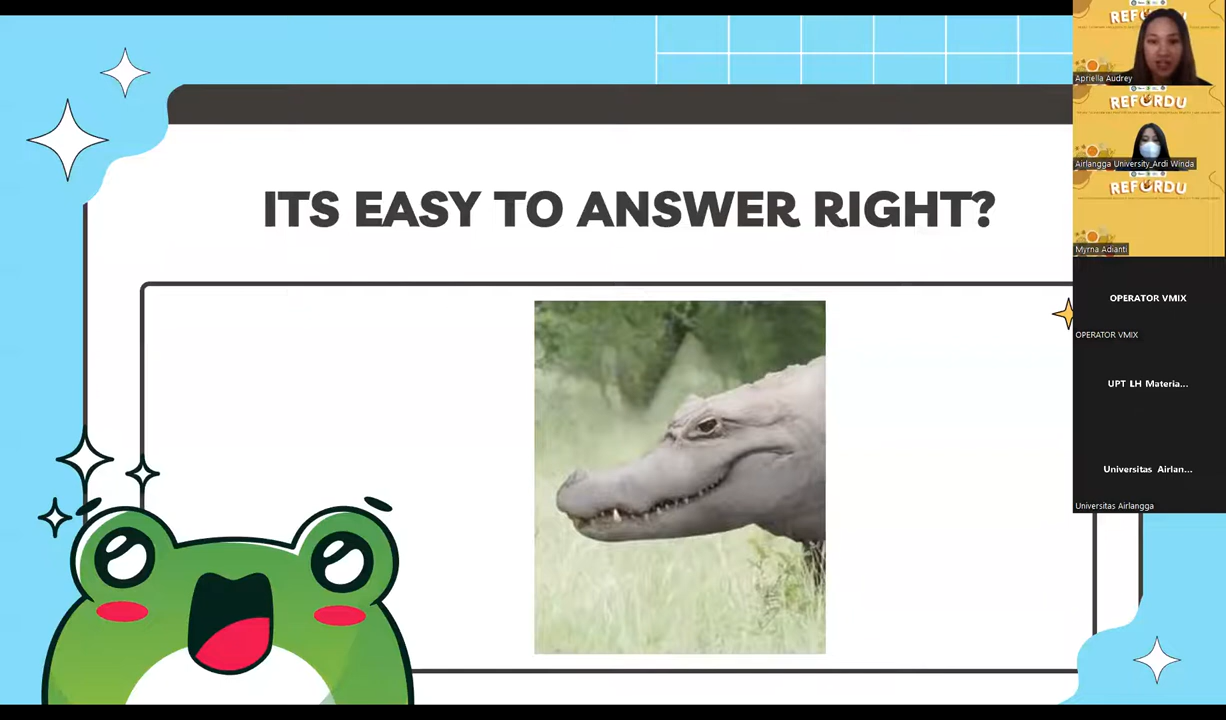 ITS EASY TO ANSWER RIGHT?
REFORDU
Apriella Audrey
REFORDU
Airlangga University_Ardi Winda
REFORDU
Myrna Adianti
OPERATOR VMIX
OPERATOR VMIX
UPT LH Materia...
Universitas Airlan...
Universitas Airlangga